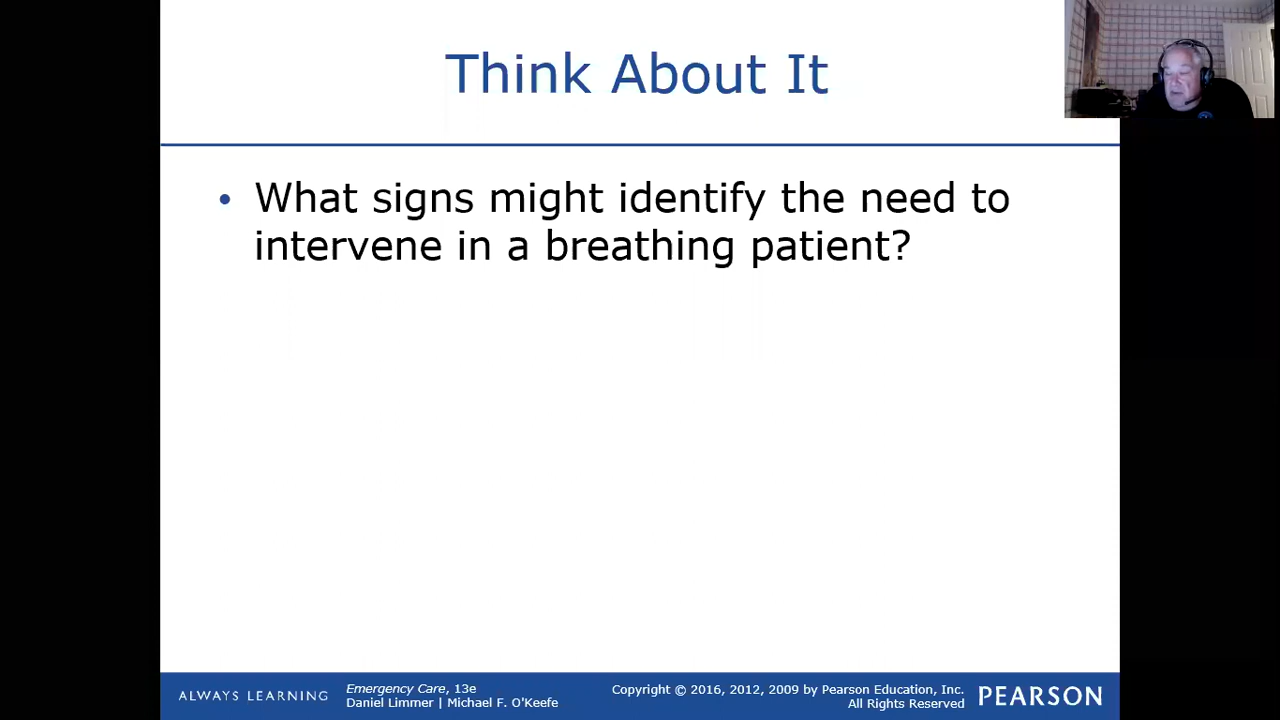 Think About It
• What signs might identify the need to
intervene in a breathing patient?
ALWAYS LEARNING
Emergency Care, 13e
Daniel Limmer | Michael F. O'Keefe
Copyright © 2016, 2012, 2009 by Pearson Education, Inc.
All Rights Reserved
PEARSON